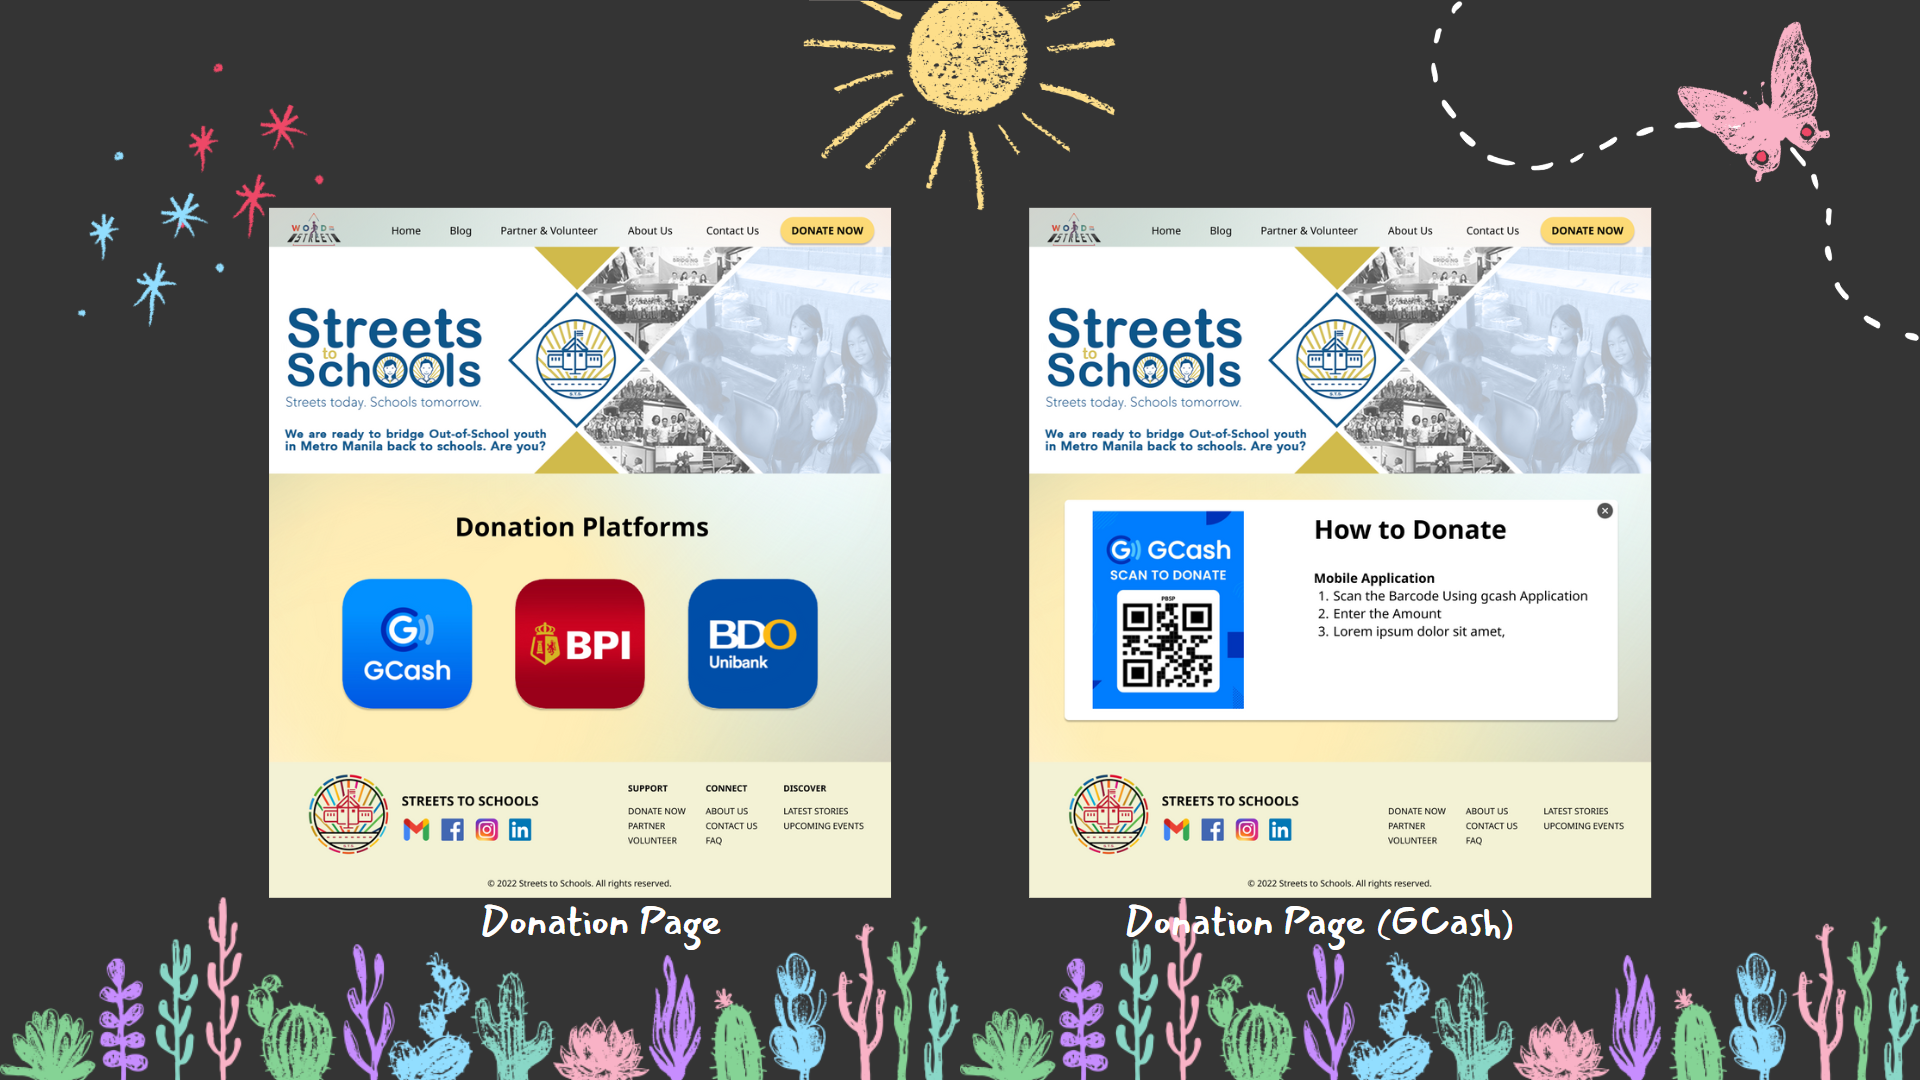 WORD
STREET
Home Blog Partner & Volunteer About Us Contact Us DONATE NOW
Streets
to
Schools
Streets today. Schools tomorrow.
We are ready to bridge Out-of-School youth
in Metro Manila back to schools. Are you?
Donation Platforms
G
GCash
BPI
BDO
Unibank
STREETS TO SCHOOLS
SUPPORT CONNECT DISCOVER
DONATE NOW ABOUT US LATEST STORIES
PARTNER CONTACT US UPCOMING EVENTS
VOLUNTEER FAQ
© 2022 Streets to Schools. All rights reserved.
Donation Page
WORD
STREET
Home Blog Partner & Volunteer About Us Contact Us DONATE NOW
Streets
to
Schools
Streets today. Schools tomorrow.
We are ready to bridge Out-of-School youth
in Metro Manila back to schools. Are you?
G GCash
SCAN TO DONATE
PBSP
How to Donate
Mobile Application
1. Scan the Barcode Using gcash Application
2. Enter the Amount
3. Lorem ipsum dolor sit amet,
STREETS TO SCHOOLS
DONATE NOW ABOUT US LATEST STORIES
PARTNER CONTACT US UPCOMING EVENTS
VOLUNTEER FAQ
© 2022 Streets to Schools. All rights reserved.
Donation Page (GCash)